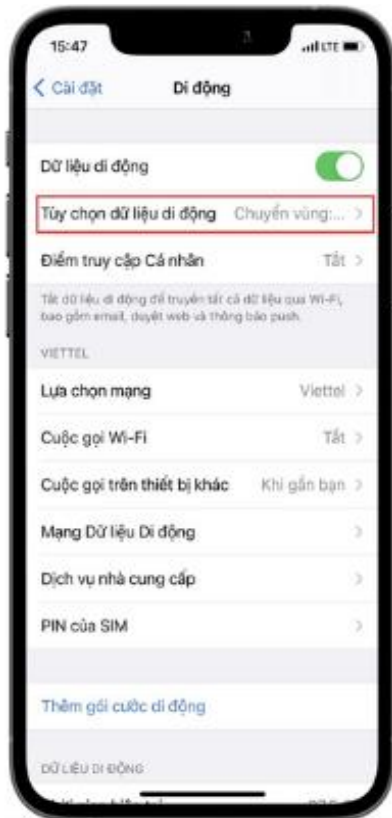 15:47
LTE
Cài đặt
Di động
Dữ liệu di động
Tùy chọn dữ liệu di động Chuyển vùng:...
Điểm truy cập Cá nhân Tắt
Tắt dữ liệu di động để truyền tất cả dữ liệu qua Wi-Fi,
bao gồm email, duyệt web và thông báo push.
VIETTEL
Lựa chọn mạng Viettel
Cuộc gọi Wi-Fi Tắt
Cuộc gọi trên thiết bị khác Khi gần bạn
Mạng Dữ liệu Di động
Dịch vụ nhà cung cấp
PIN của SIM
Thêm gói cước di động
DỮ LIỆU DI ĐỘNG